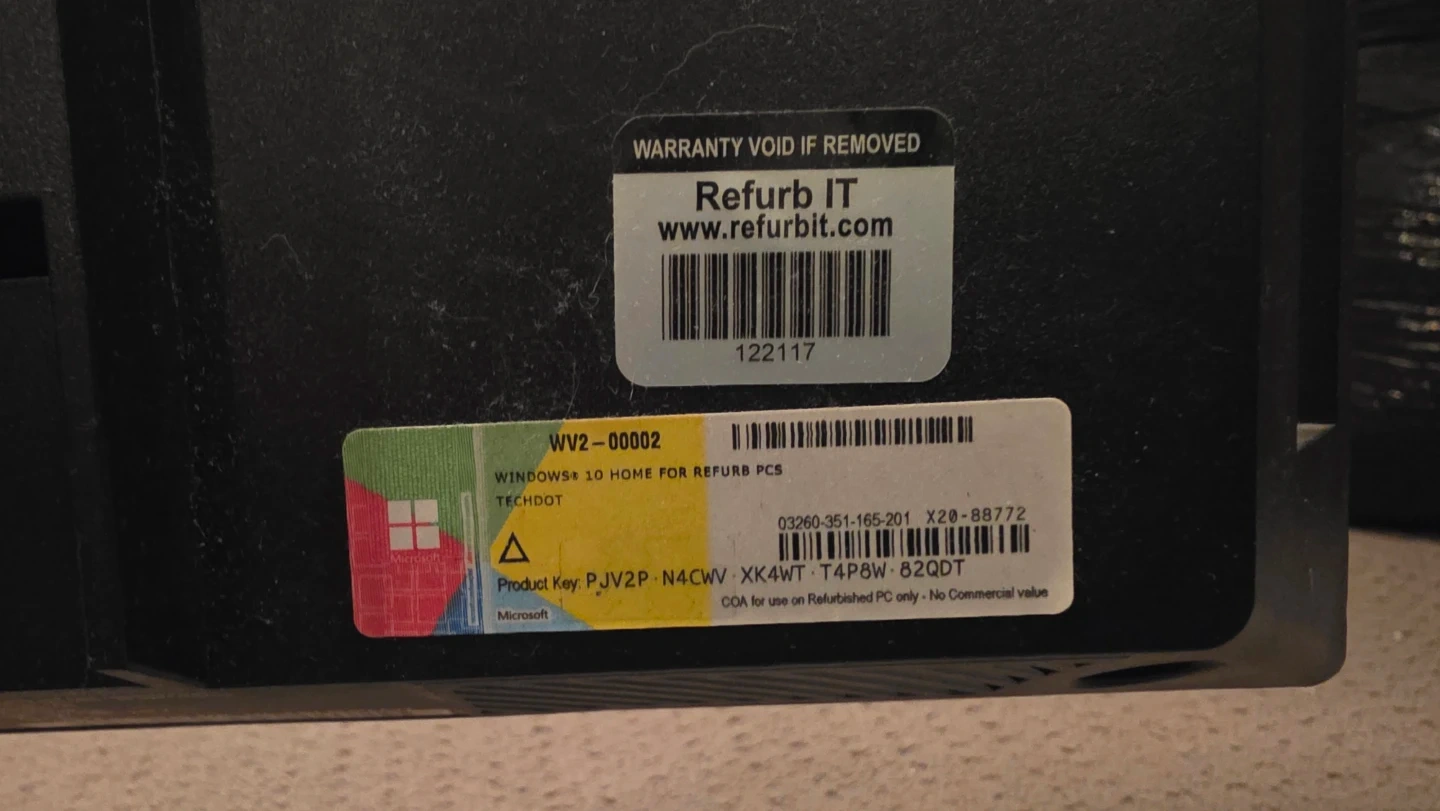 WARRANTY VOID IF REMOVED
Refurb IT
www.refurbit.com
122117
WV2-00002
WINDOWS® 10 HOME FOR REFURB PCS
TECHDOT
03260-351-165-201 X20-88772
Product Key: PJV2P·N4CWV·XK4WT·T4P8W·82QDT
COA for use on Refurbished PC only - No Commercial value
Microsoft
Microsoft